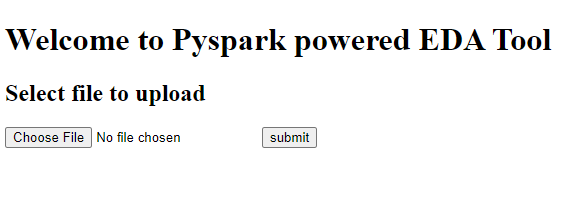 Welcome to Pyspark powered EDA Tool
Select file to upload
Choose File No file chosen submit